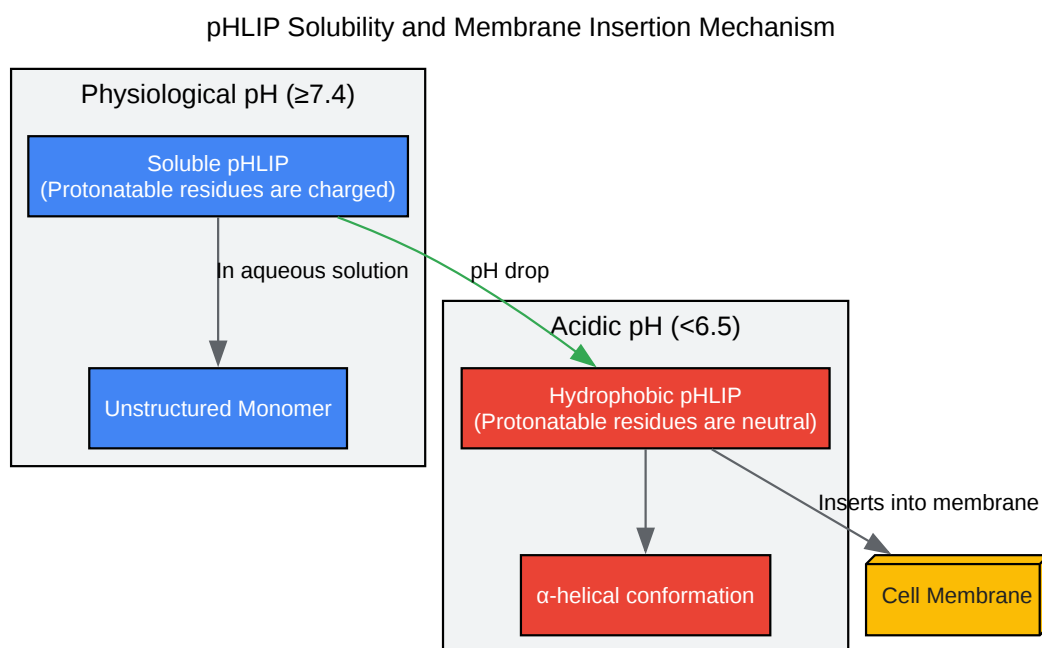 pHLIP Solubility and Membrane Insertion Mechanism
Physiological pH (≥7.4)
Soluble pHLIP
(Protonatable residues are charged)
In aqueous solution
pH drop
Unstructured Monomer
Acidic pH (<6.5)
Hydrophobic pHLIP
(Protonatable residues are neutral)
Inserts into membrane
α-helical conformation
Cell Membrane